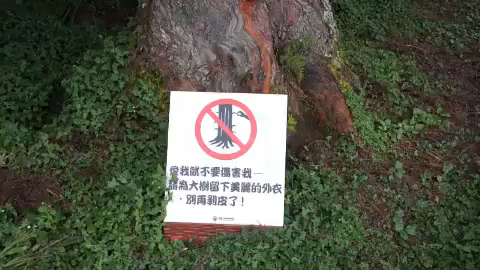 愛我就不要傷害我—
請為大樹留下美麗的外衣
，別再剝皮了！